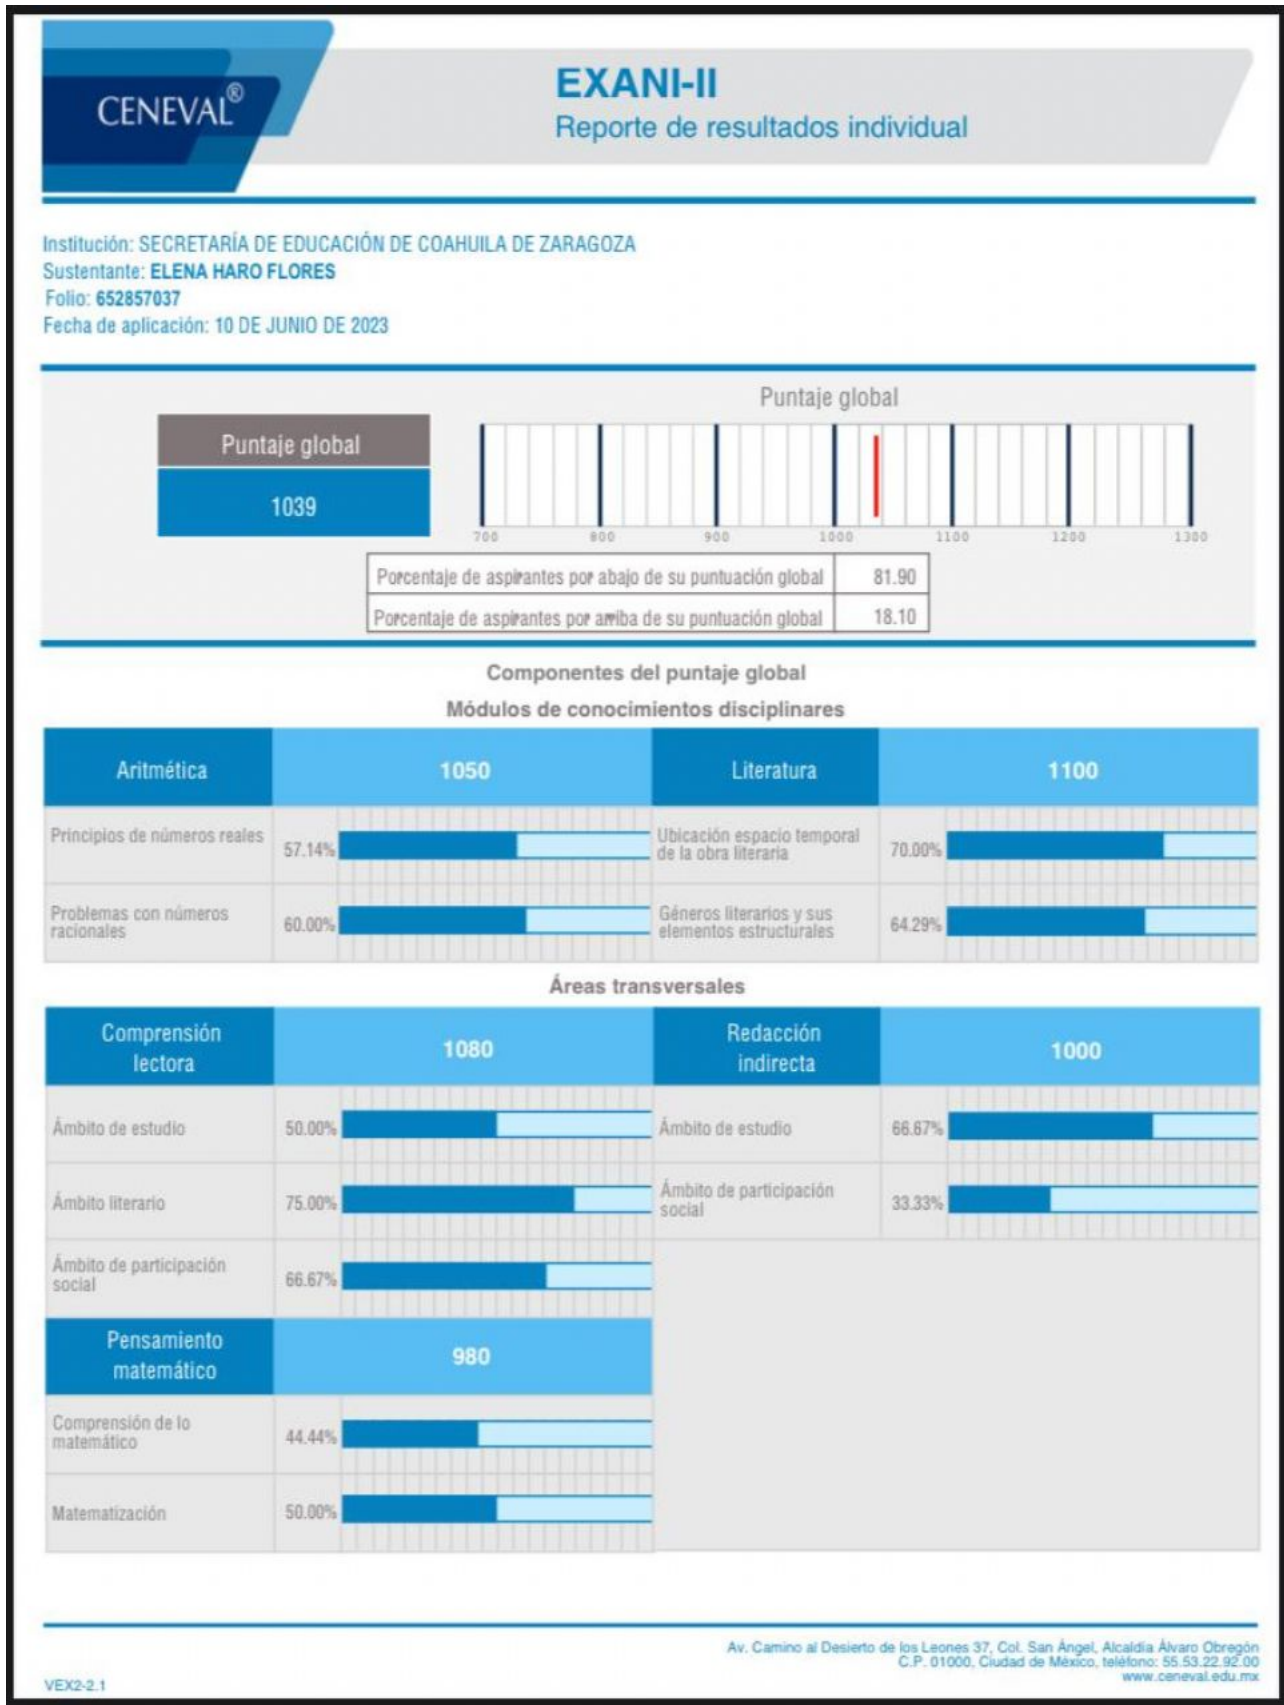 CENEVAL®
EXANI-II
Reporte de resultados individual
Institución: SECRETARÍA DE EDUCACIÓN DE COAHUILA DE ZARAGOZA
Sustentante: ELENA HARO FLORES
Folio: 652857037
Fecha de aplicación: 10 DE JUNIO DE 2023
Puntaje global
1039
Puntaje global
700 800 900 1000 1100 1200 1300
Porcentaje de aspirantes por abajo de su puntuación global 81.90
Porcentaje de aspirantes por arriba de su puntuación global 18.10
Componentes del puntaje global
Módulos de conocimientos disciplinares
Aritmética 1050
Principios de números reales 57.14%
Problemas con números
racionales 60.00%
Literatura 1100
Ubicación espacio temporal
de la obra literaria 70.00%
Géneros literarios y sus
elementos estructurales 64.29%
Áreas transversales
Comprensión
lectora 1080
Ámbito de estudio 50.00%
Ámbito literario 75.00%
Ámbito de participación
social 66.67%
Redacción
indirecta 1000
Ámbito de estudio 66.67%
Ámbito de participación
social 33.33%
Pensamiento
matemático 980
Comprensión de lo
matemático 44.44%
Matematización 50.00%
Av. Camino al Desierto de los Leones 37, Col. San Ángel, Alcaldía Álvaro Obregón
C.P. 01000, Ciudad de México, teléfono: 55.53.22.92.00
www.ceneval.edu.mx
VEX2-2.1